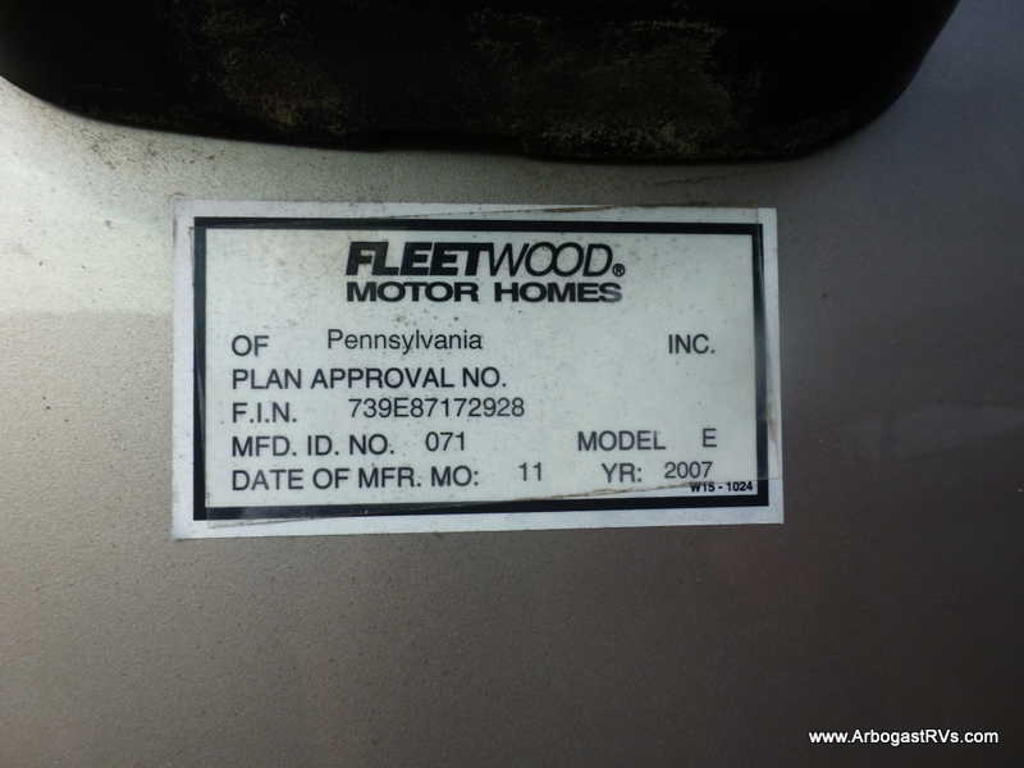 FLEETWOOD®
MOTOR HOMES
OF Pennsylvania INC.
PLAN APPROVAL NO.
F.I.N. 739E87172928
MFD. ID. NO. 071 MODEL E
DATE OF MFR. MO: 11 YR: 2007
W15-1024
www.ArbogastRVs.com